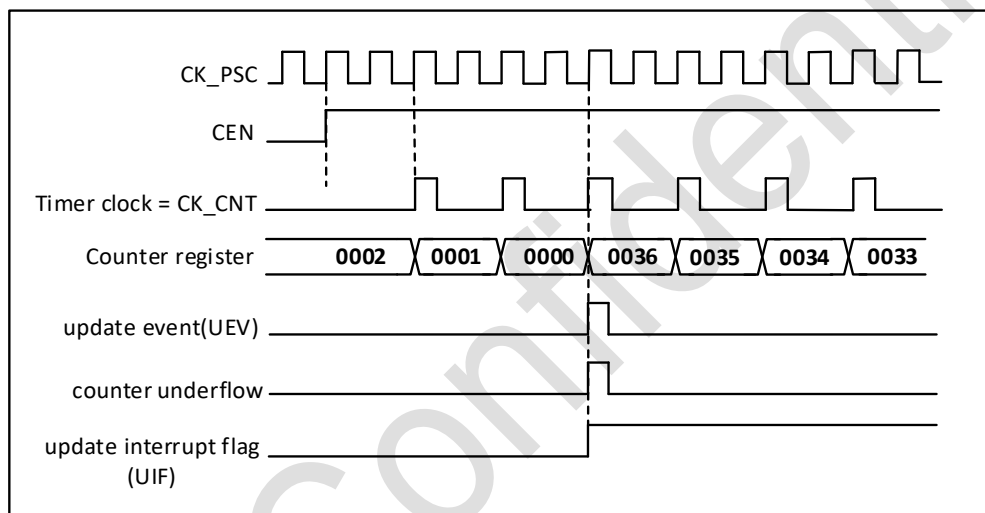 CK_PSC
CEN
Timer clock = CK_CNT
Counter register 0002 0001 0000 0036 0035 0034 0033
update event(UEV)
counter underflow
update interrupt flag
(UIF)
Confidenti